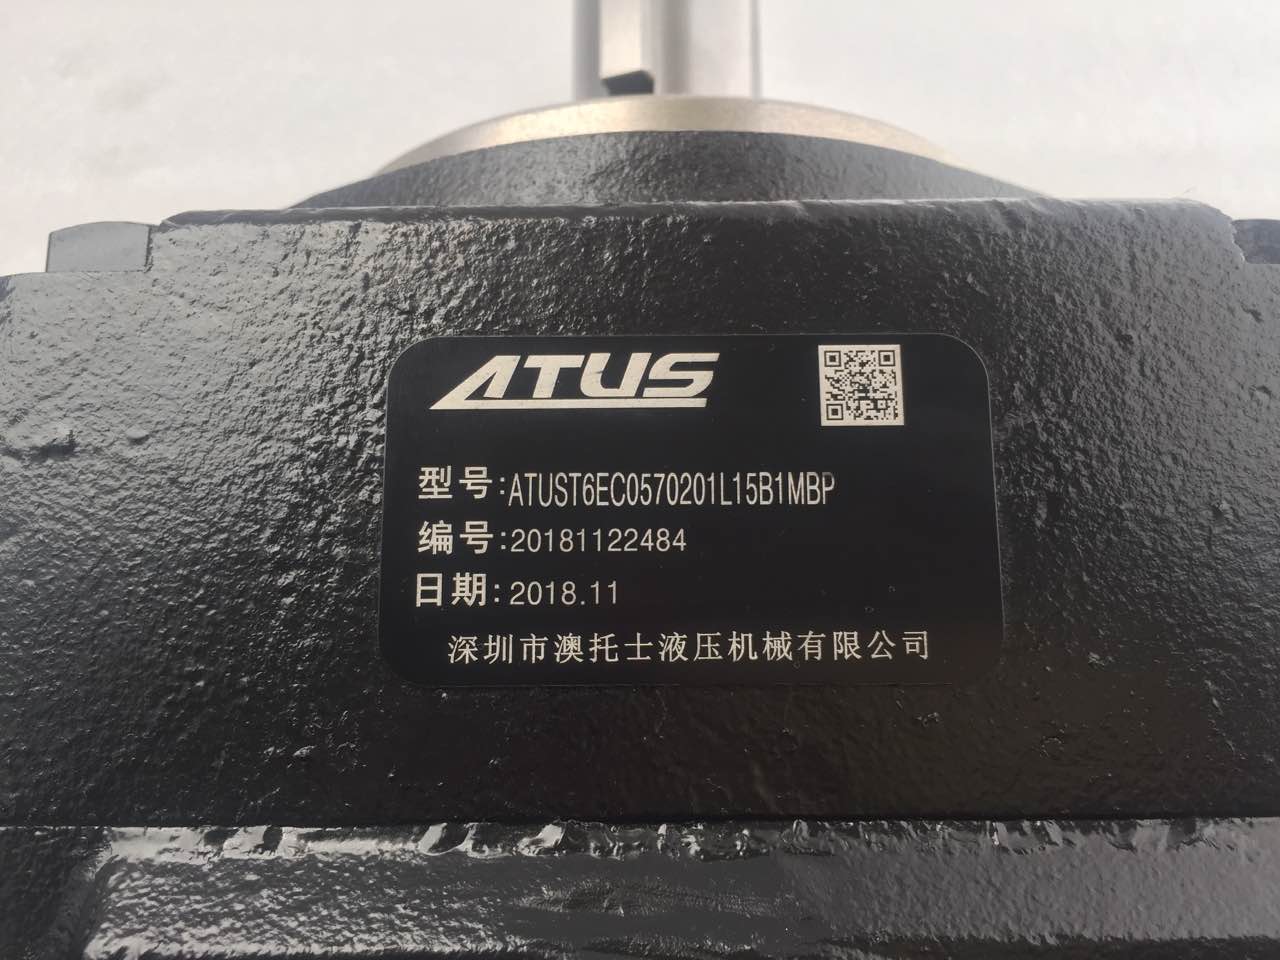 ATUS
型号:ATUST6EC0570201L15B1MBP
编号:20181122484
日期:2018.11
深圳市澳托士液压机械有限公司